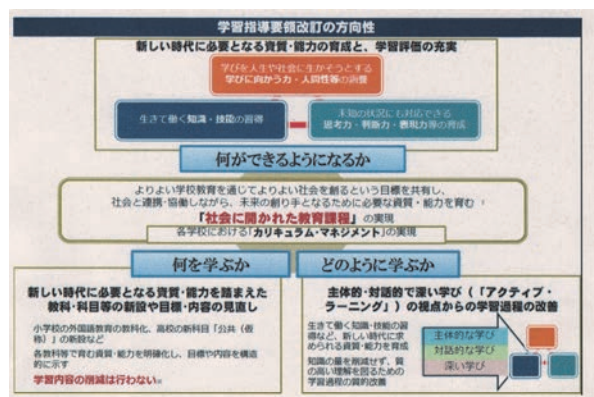 学習指導要領改訂の方向性
新しい時代に必要となる資質・能力の育成と、学習評価の充実
学びを人生や社会に生かそうとする
学びに向かう力・人間性等の涵養
生きて働く知識・技能の習得
未知の状況にも対応できる
思考力・判断力・表現力等の育成
何ができるようになるか
よりよい学校教育を通じてよりよい社会を創るという目標を共有し、
社会と連携・協働しながら、未来の創り手となるために必要な資質・能力を育む
「社会に開かれた教育課程」の実現
各学校における「カリキュラム・マネジメント」の実現
何を学ぶか
新しい時代に必要となる資質・能力を踏まえた
教科・科目等の新設や目標・内容の見直し
小学校の外国語教育の教科化、高校の新科目「公共(仮
称)」の新設など
各教科等で育む資質・能力を明確化し、目標や内容を構造
的に示す
学習内容の削減は行わない※
どのように学ぶか
主体的・対話的で深い学び(「アクティブ・
ラーニング」)の視点からの学習過程の改善
生きて働く知識・技能の習
得など、新しい時代に求
められる資質・能力を育成
知識の量を削減せず、質
の高い理解を図るための
学習過程の質的改善
主体的な学び
対話的な学び
深い学び